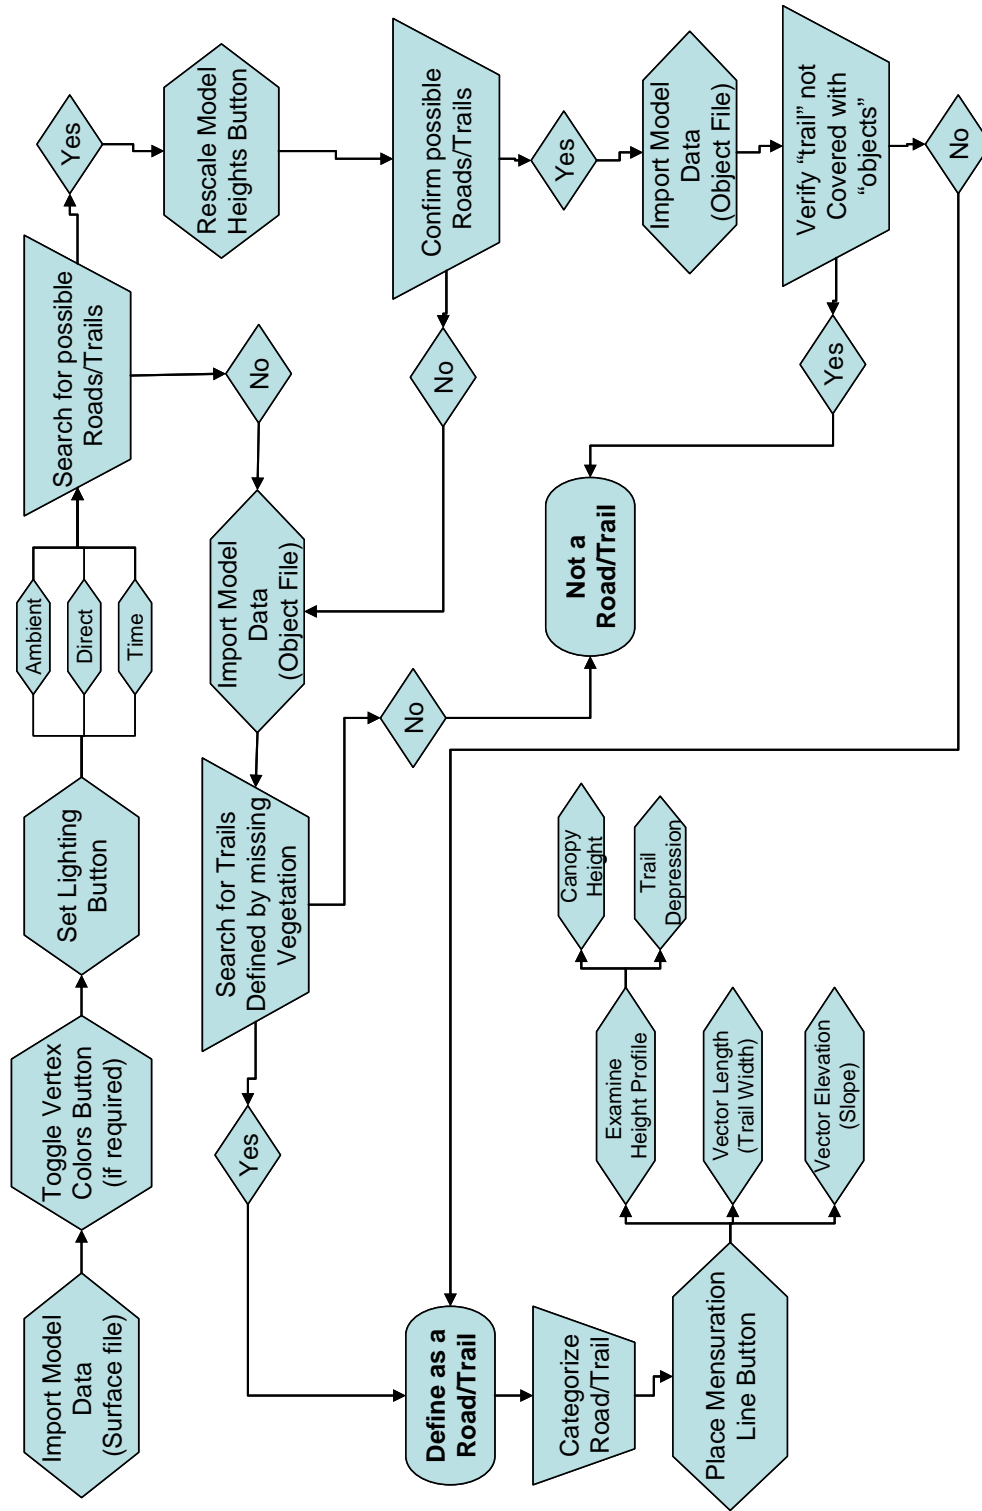 Import Model
Data
(Surface file)
Toggle Vertex
Colors Button
(if required)
Set Lighting
Button
Ambient
Direct
Time
Search for possible
Roads/Trails
Yes
No
Rescale Model
Heights Button
Import Model
Data
(Object File)
Search for Trails
Defined by missing
Vegetation
Yes
No
Confirm possible
Roads/Trails
No
Yes
Import Model
Data
(Object File)
Verify “trail” not
Covered with
“objects”
Yes
No
Not a
Road/Trail
Define as a
Road/Trail
Categorize
Road/Trail
Place Mensuration
Line Button
Examine
Height Profile
Vector Length
(Trail Width)
Vector Elevation
(Slope)
Canopy
Height
Trail
Depression